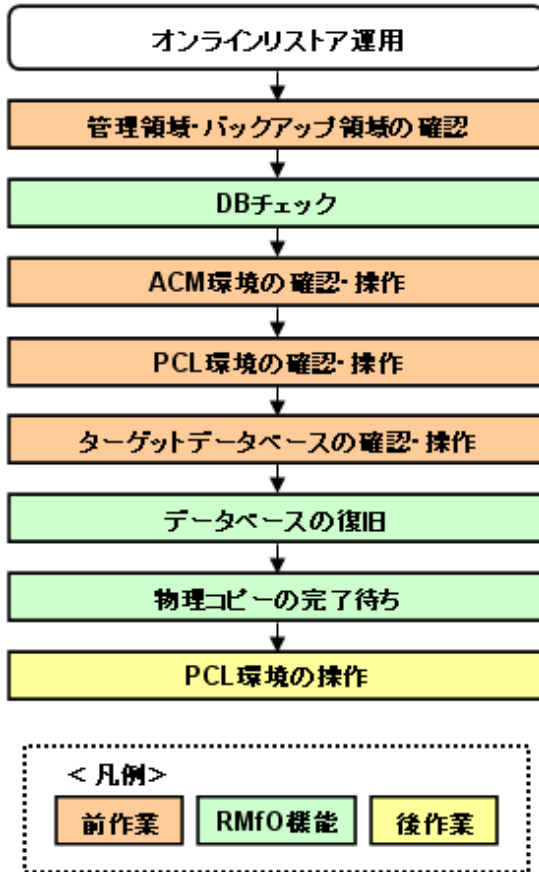 オンラインリストア運用
管理領域・バックアップ領域の確認
DBチェック
ACM環境の確認・操作
PCL環境の確認・操作
ターゲットデータベースの確認・操作
データベースの復旧
物理コピーの完了待ち
PCL環境の操作
<凡例>
前作業 RMfO機能 後作業